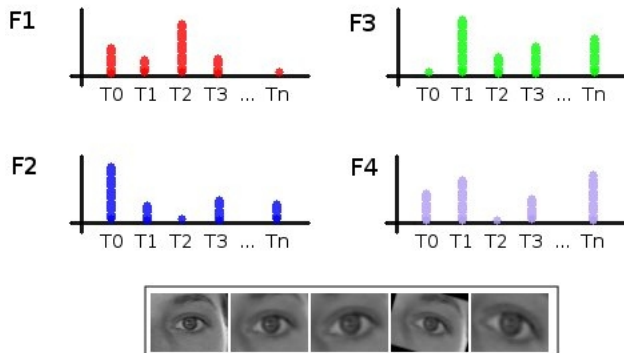 F1
T0 T1 T2 T3 ... Tn
F3
T0 T1 T2 T3 ... Tn
F2
T0 T1 T2 T3 ... Tn
F4
T0 T1 T2 T3 ... Tn